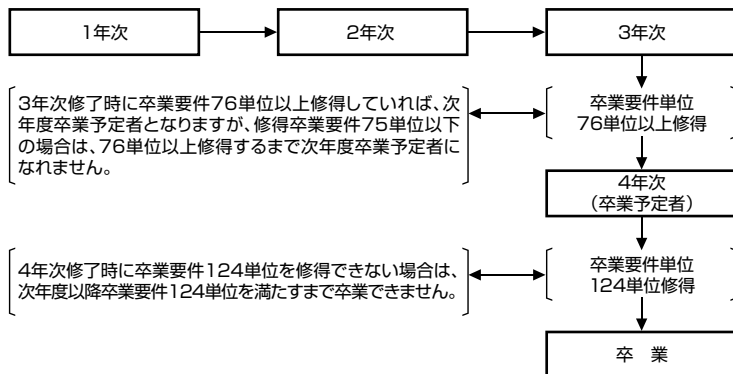 1年次
2年次
3年次
3年次修了時に卒業要件76単位以上修得していれば、次
年度卒業予定者となりますが、修得卒業要件75単位以下
の場合は、76単位以上修得するまで次年度卒業予定者に
なれません。
卒業要件単位
76単位以上修得
4年次
（卒業予定者）
4年次修了時に卒業要件124単位を修得できない場合は、
次年度以降卒業要件124単位を満たすまで卒業できません。
卒業要件単位
124単位修得
卒　業